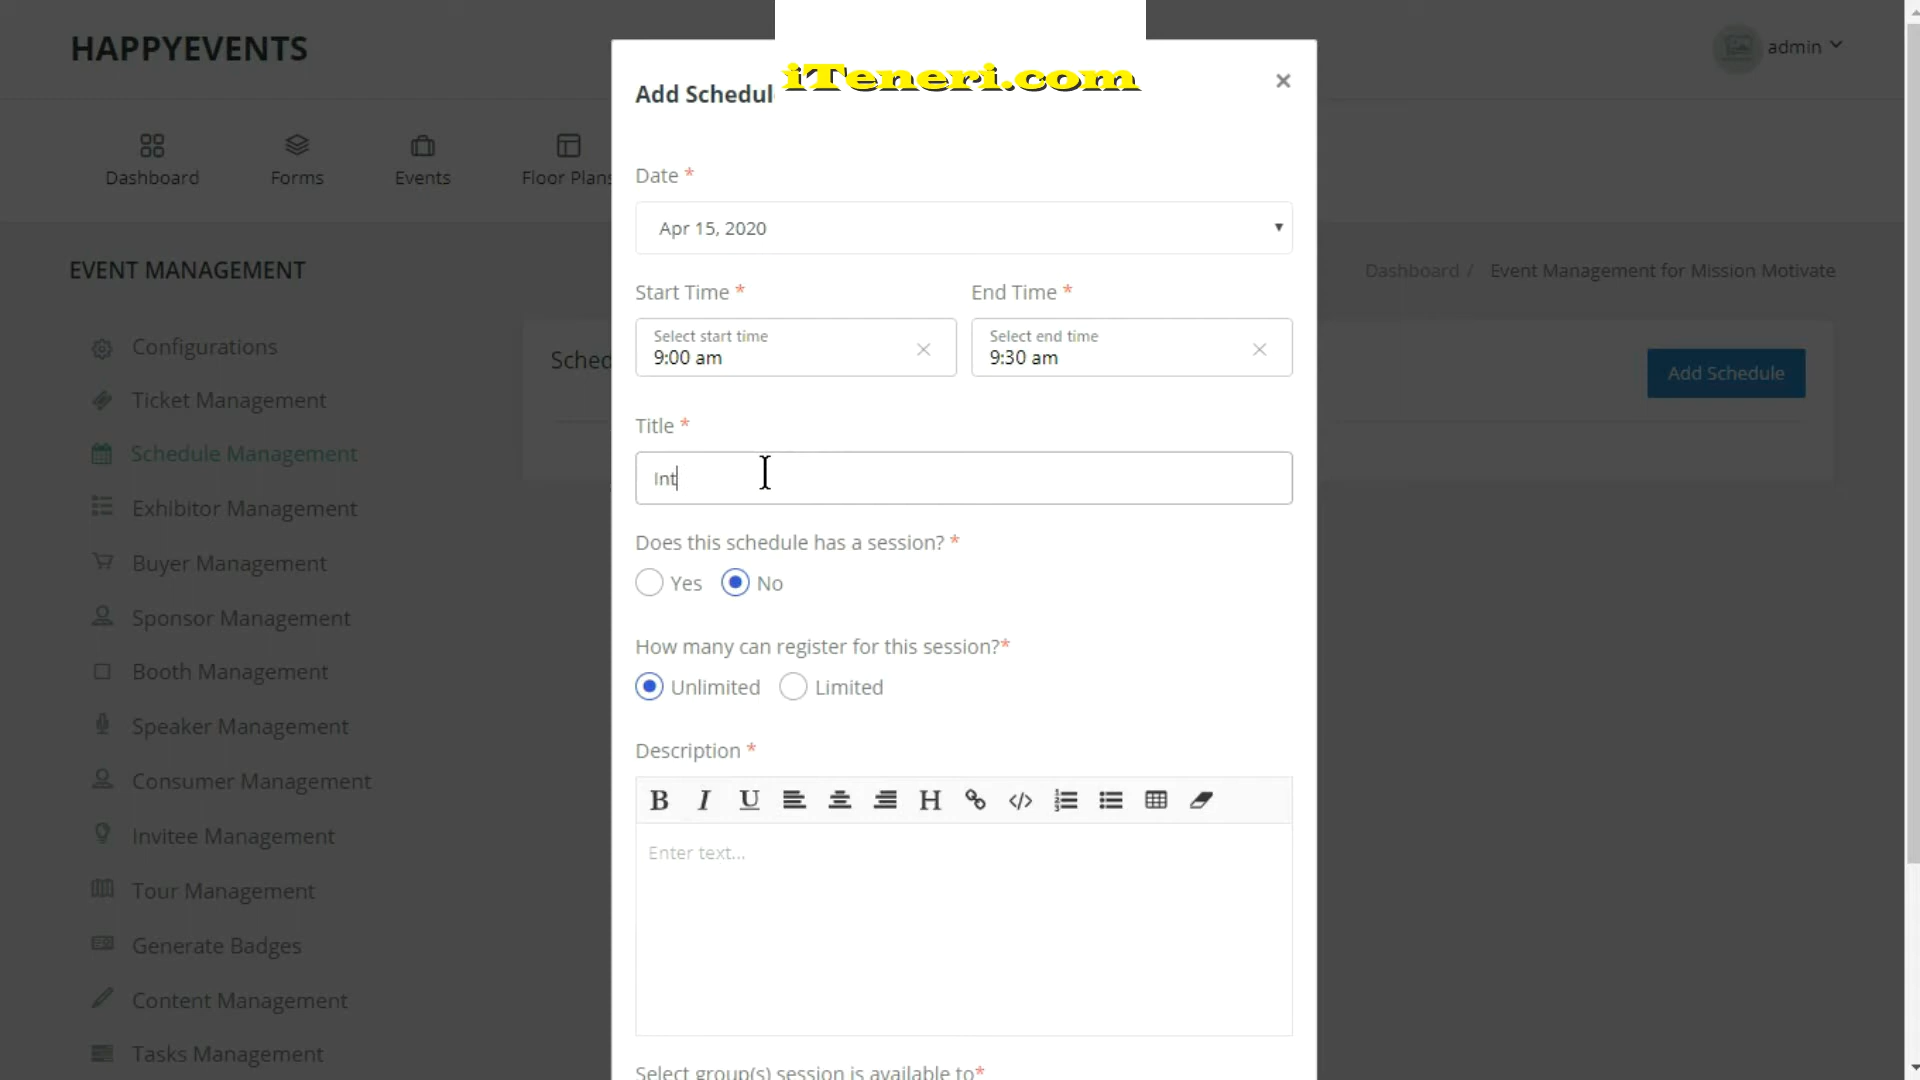 HAPPYEVENTS
admin
iTeneri.com
Add Schedul
×
Dashboard
Forms
Events
Floor Plans
Date *
Apr 15, 2020
EVENT MANAGEMENT
Dashboard / Event Management for Mission Motivate
Start Time *
End Time *
Select start time
9:00 am
Select end time
9:30 am
Configurations
Ticket Management
Schedule Management
Exhibitor Management
Buyer Management
Sponsor Management
Booth Management
Speaker Management
Consumer Management
Invitee Management
Tour Management
Generate Badges
Content Management
Tasks Management
Sched
Add Schedule
Title *
Int
Does this schedule has a session? *
Yes
No
How many can register for this session?*
Unlimited
Limited
Description *
B I U H </>
Enter text...
Select group(s) session is available to*